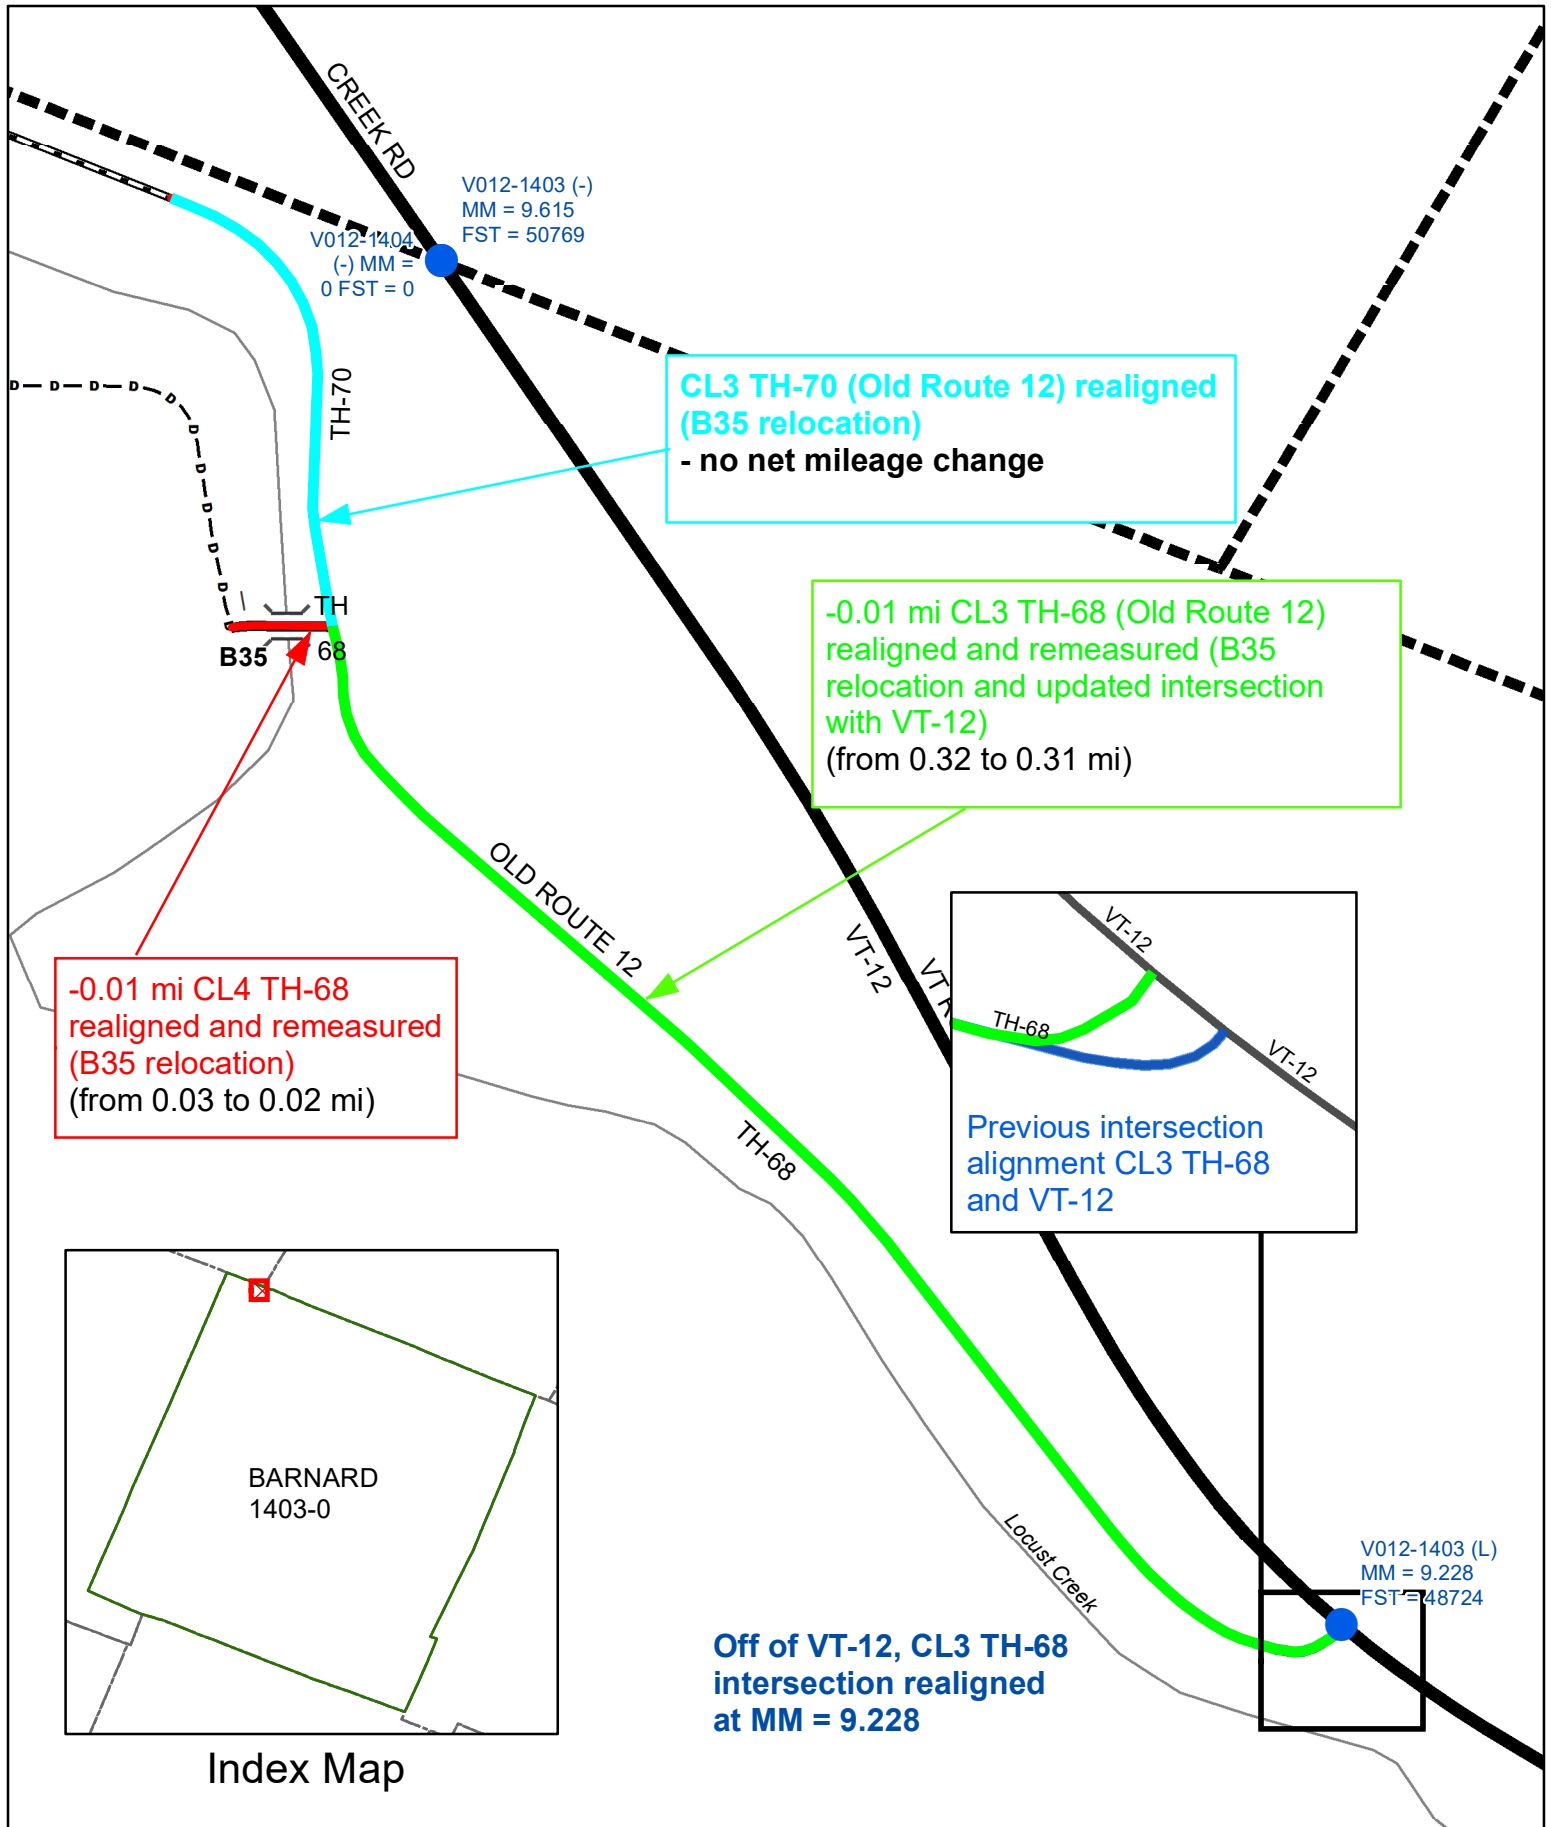 CREEK RD
V012-1403 (-)
MM = 9.615
FST = 50769
V012-1404
(-) MM =
0 FST = 0
TH-70
CL3 TH-70 (Old Route 12) realigned
(B35 relocation)
- no net mileage change
D D D D D D D D D D
TH
68
B35
-0.01 mi CL3 TH-68 (Old Route 12)
realigned and remeasured (B35
relocation and updated intersection
with VT-12)
(from 0.32 to 0.31 mi)
OLD ROUTE 12
VT-12
VT
-0.01 mi CL4 TH-68
realigned and remeasured
(B35 relocation)
(from 0.03 to 0.02 mi)
VT-12
TH-68
VT-12
Previous intersection
alignment CL3 TH-68
and VT-12
TH-68
BARNARD
1403-0
Index Map
Locust Creek
V012-1403 (L)
MM = 9.228
FST = 48724
Off of VT-12, CL3 TH-68
intersection realigned
at MM = 9.228